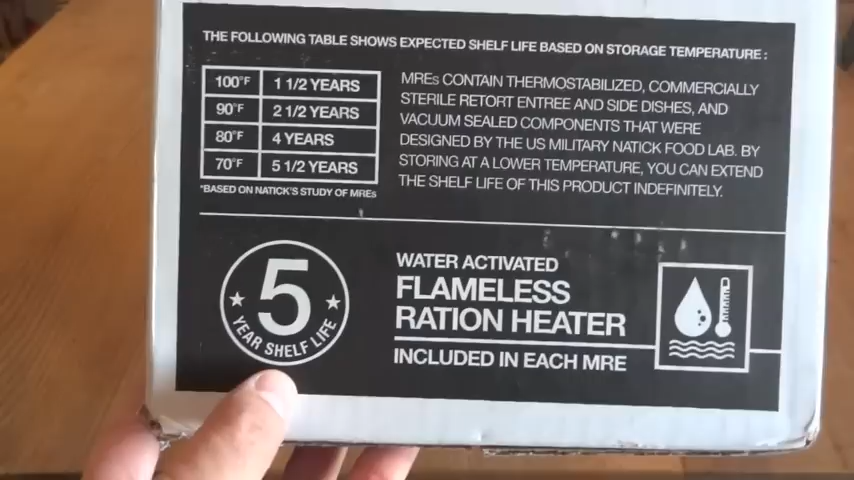 THE FOLLOWING TABLE SHOWS EXPECTED SHELF LIFE BASED ON STORAGE TEMPERATURE:
100°F 1 1/2 YEARS
90°F 2 1/2 YEARS
80°F 4 YEARS
70°F 5 1/2 YEARS
*BASED ON NATICK'S STUDY OF MREs
MREs CONTAIN THERMOSTABILIZED, COMMERCIALLY
STERILE RETORT ENTREE AND SIDE DISHES, AND
VACUUM SEALED COMPONENTS THAT WERE
DESIGNED BY THE US MILITARY NATICK FOOD LAB. BY
STORING AT A LOWER TEMPERATURE, YOU CAN EXTEND
THE SHELF LIFE OF THIS PRODUCT INDEFINITELY.
5
YEAR SHELF LIFE
WATER ACTIVATED
FLAMELESS
RATION HEATER
INCLUDED IN EACH MRE